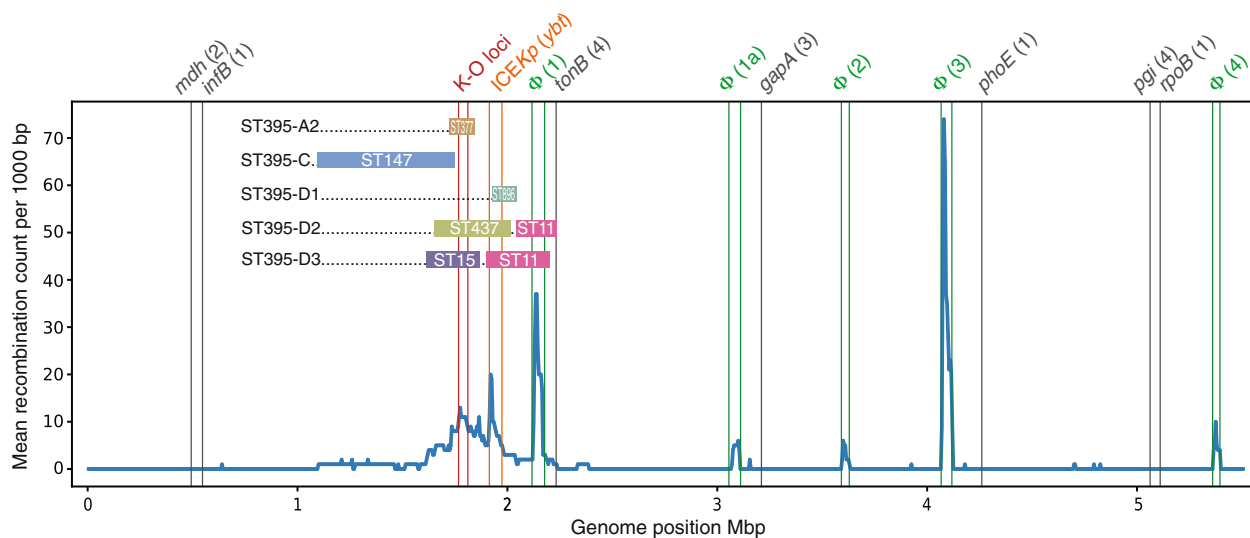 mdh (2)
infB (1)
K-O loci
ICEKp (ybt)
Φ (1)
tonB (4)
Φ (1a)
gapA (3)
Φ (2)
Φ (3)
phoE (1)
pgi (4)
rpoB (1)
Φ (4)
Mean recombination count per 1000 bp
70
60
50
40
30
20
10
0
ST395-A2............................ ST377
ST395-C. ST147
ST395-D1.................................... ST896
ST395-D2......................... ST437 . ST11
ST395-D3....................... ST15 . ST11
0 1 2 3 4 5
Genome position Mbp